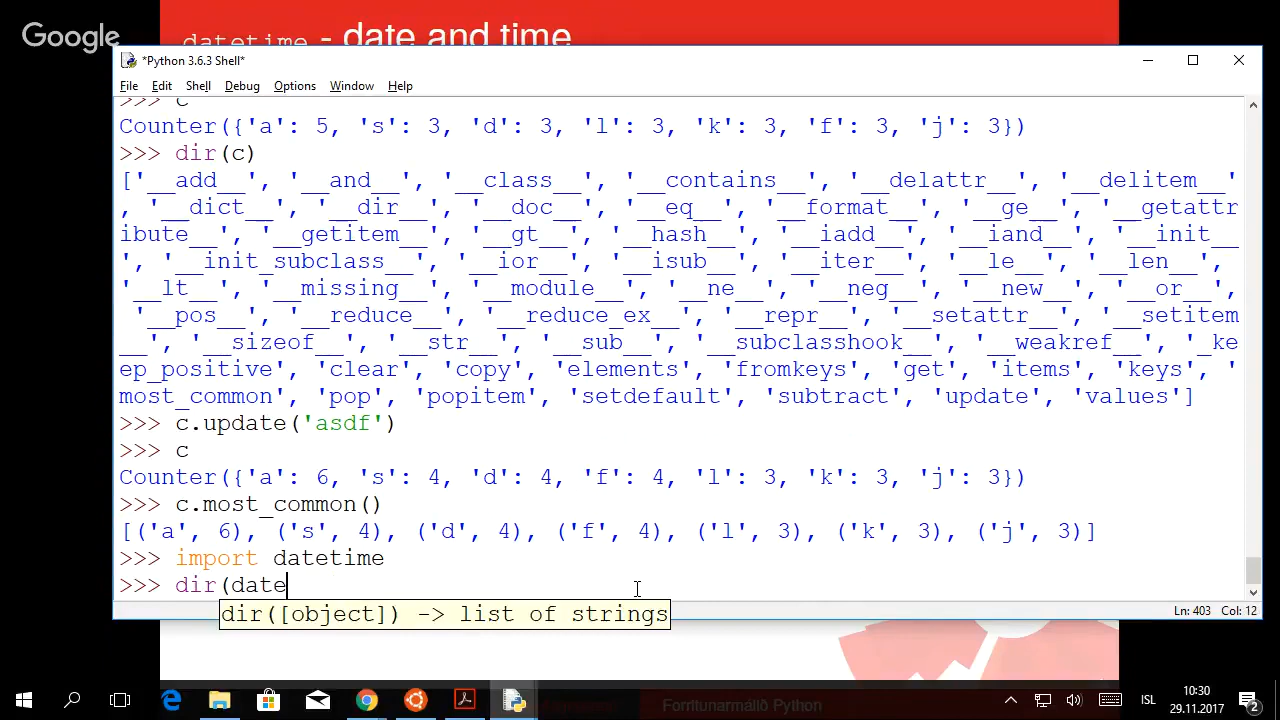 Google
datetime - date and time
*Python 3.6.3 Shell*
File Edit Shell Debug Options Window Help
>>> c
Counter({'a': 5, 's': 3, 'd': 3, 'l': 3, 'k': 3, 'f': 3, 'j': 3})
>>> dir(c)
['__add__', '__and__', '__class__', '__contains__', '__delattr__', '__delitem__'
, '__dict__', '__dir__', '__doc__', '__eq__', '__format__', '__ge__', '__getattr
ibute__', '__getitem__', '__gt__', '__hash__', '__iadd__', '__iand__', '__init__
', '__init_subclass__', '__ior__', '__isub__', '__iter__', '__le__', '__len__',
'__lt__', '__missing__', '__module__', '__ne__', '__neg__', '__new__', '__or__',
'__pos__', '__reduce__', '__reduce_ex__', '__repr__', '__setattr__', '__setitem
__', '__sizeof__', '__str__', '__sub__', '__subclasshook__', '__weakref__', '_ke
ep_positive', 'clear', 'copy', 'elements', 'fromkeys', 'get', 'items', 'keys', '
most_common', 'pop', 'popitem', 'setdefault', 'subtract', 'update', 'values']
>>> c.update('asdf')
>>> c
Counter({'a': 6, 's': 4, 'd': 4, 'f': 4, 'l': 3, 'k': 3, 'j': 3})
>>> c.most_common()
[('a', 6), ('s', 4), ('d', 4), ('f', 4), ('l', 3), ('k', 3), ('j', 3)]
>>> import datetime
>>> dir(date
dir([object]) -> list of strings
Ln: 403 Col: 12
Forritunarmálið Python
ÍSL
10:30
29.11.2017
2